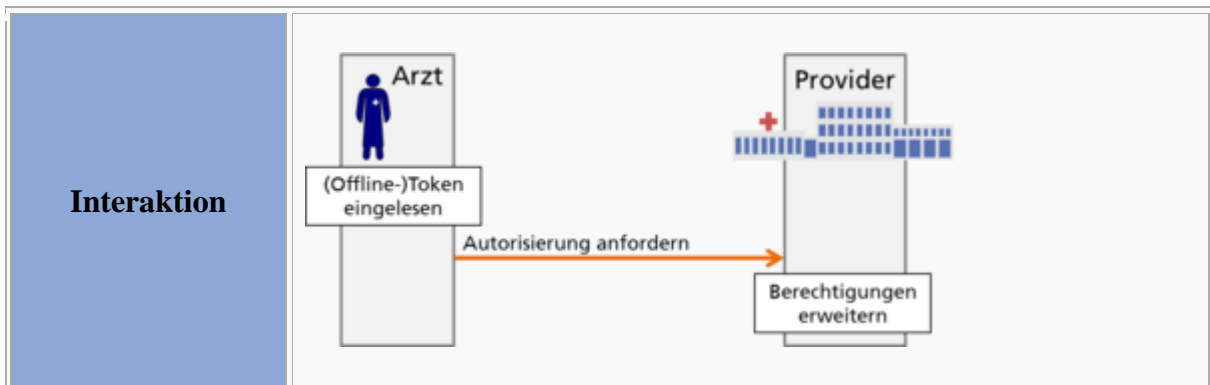 Interaktion
Arzt
Provider
(Offline-)Token
eingelesen
Autorisierung anfordern
Berechtigungen
erweitern